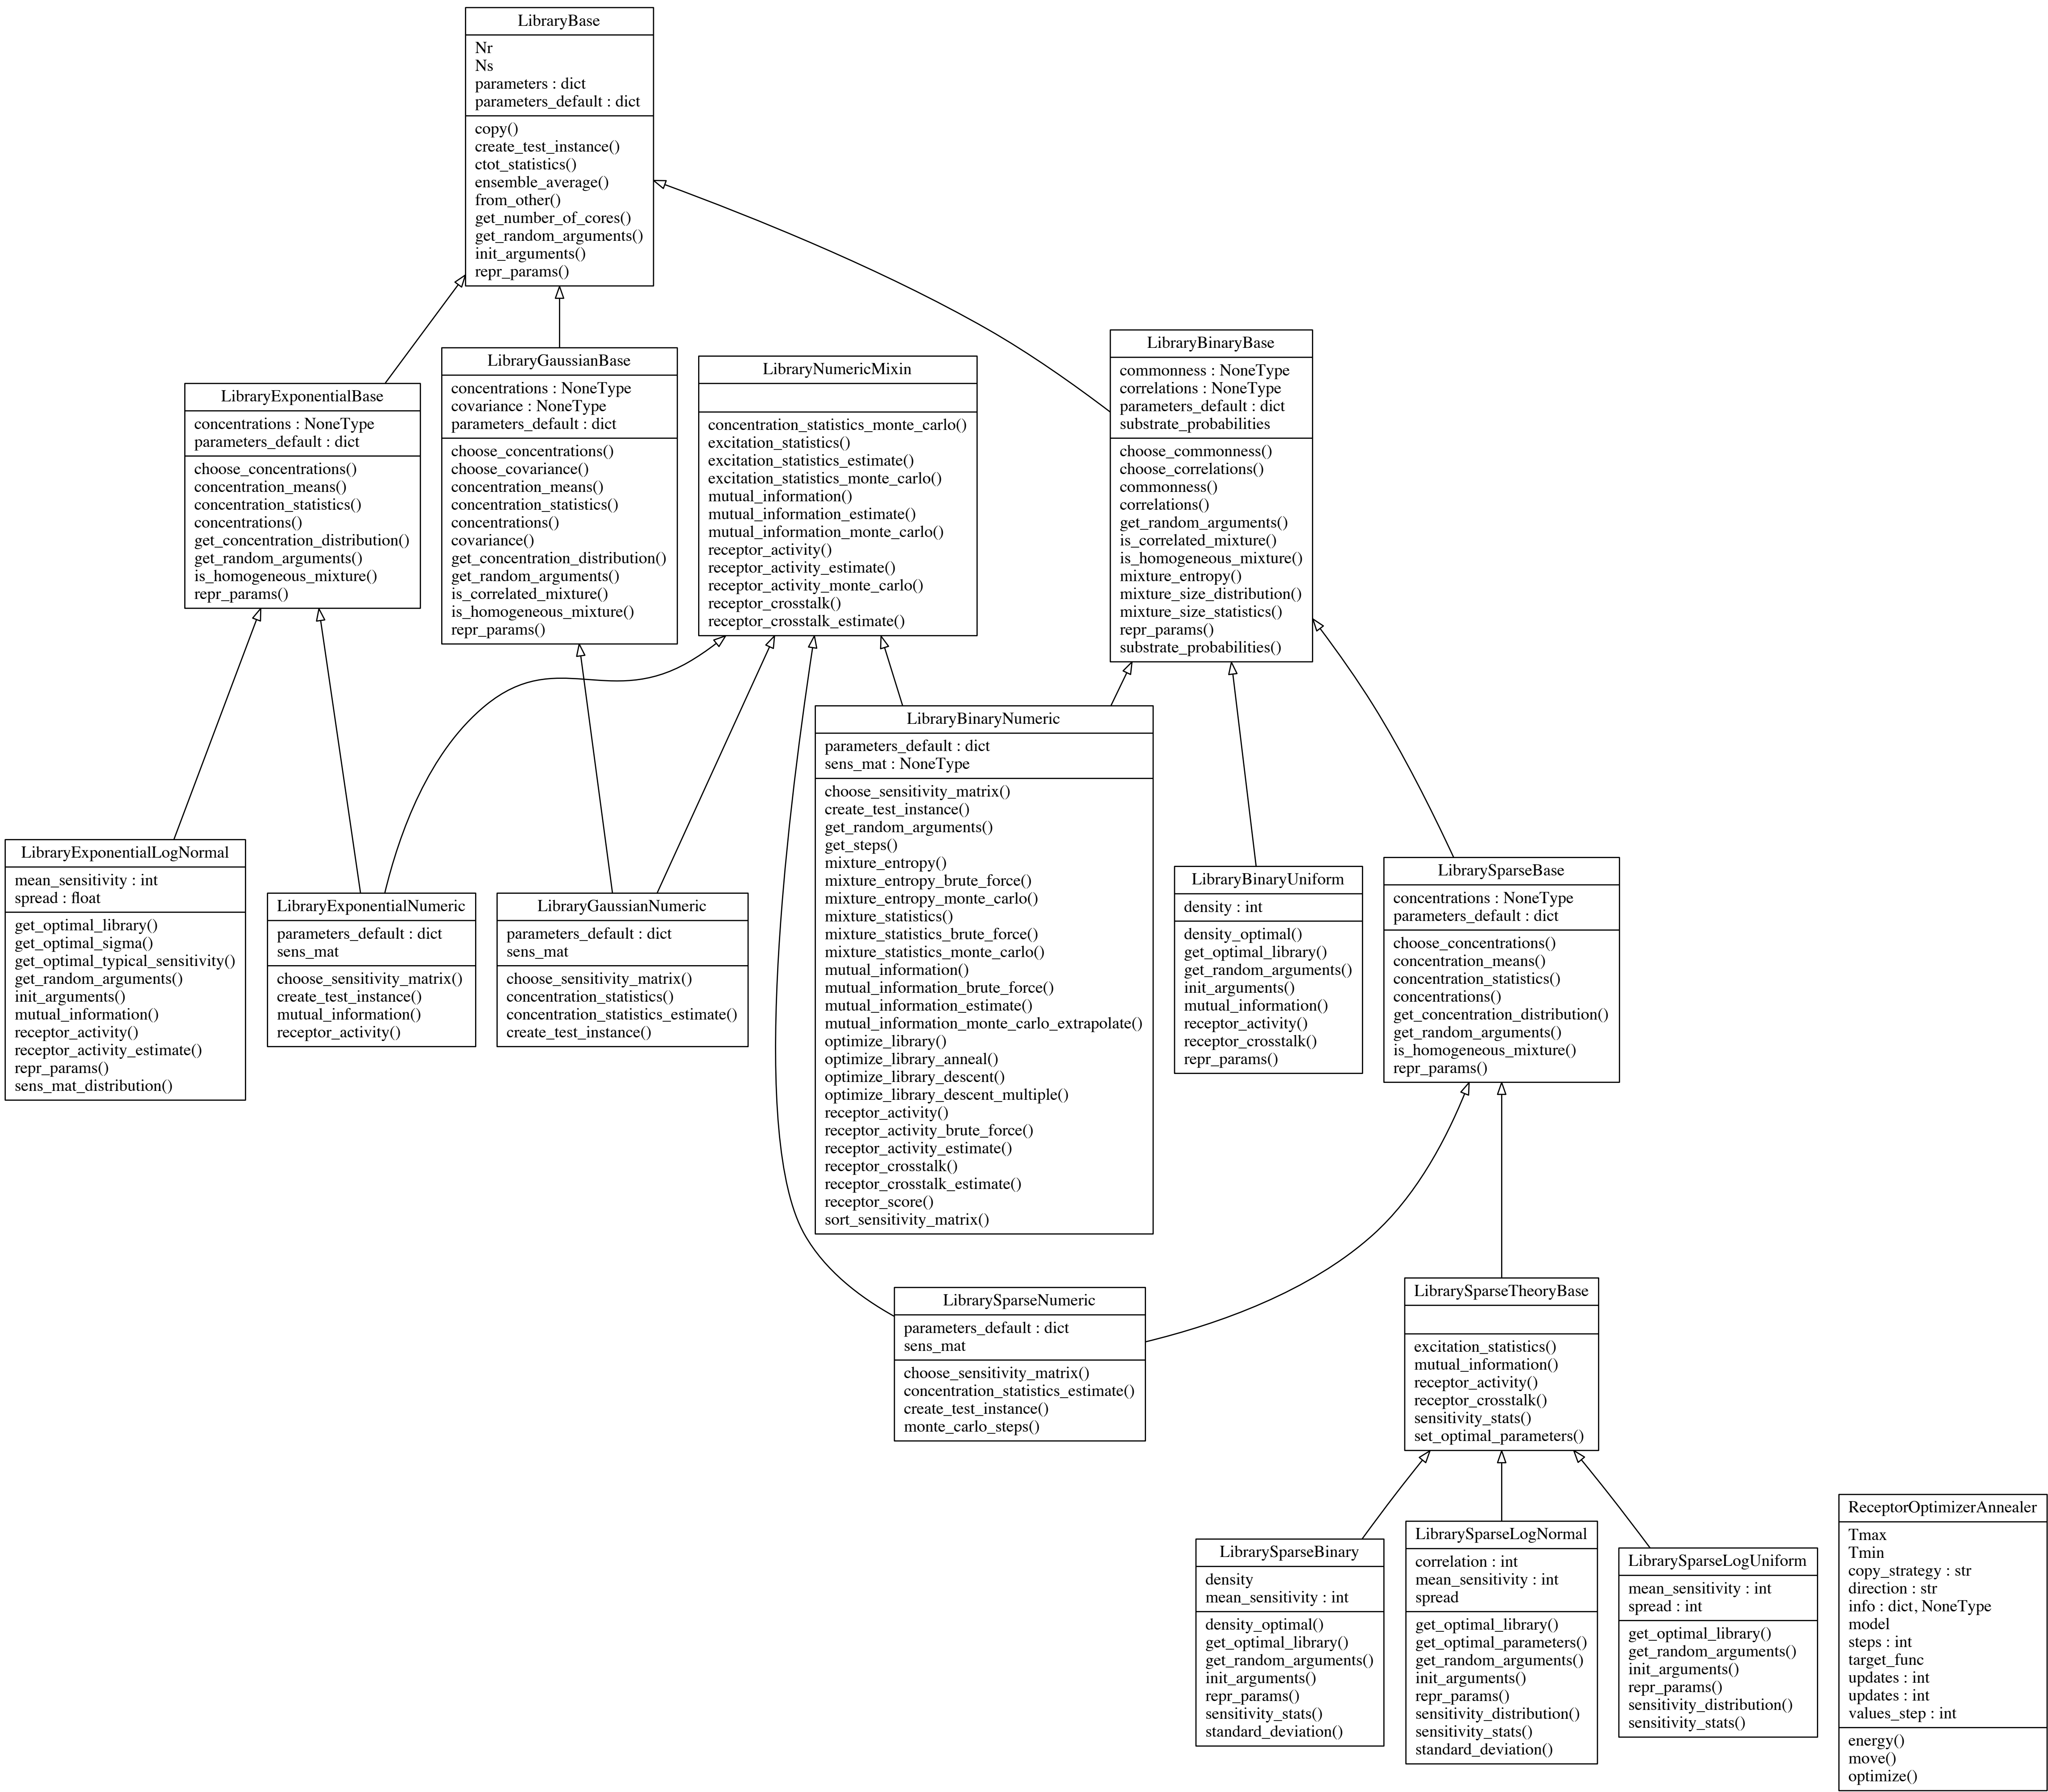 LibraryBase
Nr
Ns
parameters : dict
parameters_default : dict
copy()
create_test_instance()
ctot_statistics()
ensemble_average()
from_other()
get_number_of_cores()
get_random_arguments()
init_arguments()
repr_params()
LibraryExponentialBase
concentrations : NoneType
parameters_default : dict
choose_concentrations()
concentration_means()
concentration_statistics()
concentrations()
get_concentration_distribution()
get_random_arguments()
is_homogeneous_mixture()
repr_params()
LibraryGaussianBase
concentrations : NoneType
covariance : NoneType
parameters_default : dict
choose_concentrations()
choose_covariance()
concentration_means()
concentration_statistics()
concentrations()
covariance()
get_concentration_distribution()
get_random_arguments()
is_correlated_mixture()
is_homogeneous_mixture()
repr_params()
LibraryNumericMixin
concentration_statistics_monte_carlo()
excitation_statistics()
excitation_statistics_estimate()
excitation_statistics_monte_carlo()
mutual_information()
mutual_information_estimate()
mutual_information_monte_carlo()
receptor_activity()
receptor_activity_estimate()
receptor_activity_monte_carlo()
receptor_crosstalk()
receptor_crosstalk_estimate()
LibraryBinaryBase
commonness : NoneType
correlations : NoneType
parameters_default : dict
substrate_probabilities
choose_commonness()
choose_correlations()
commonness()
correlations()
get_random_arguments()
is_correlated_mixture()
is_homogeneous_mixture()
mixture_entropy()
mixture_size_distribution()
mixture_size_statistics()
repr_params()
substrate_probabilities()
LibraryExponentialLogNormal
mean_sensitivity : int
spread : float
get_optimal_library()
get_optimal_sigma()
get_optimal_typical_sensitivity()
get_random_arguments()
init_arguments()
mutual_information()
receptor_activity()
receptor_activity_estimate()
repr_params()
sens_mat_distribution()
LibraryExponentialNumeric
parameters_default : dict
sens_mat
choose_sensitivity_matrix()
create_test_instance()
mutual_information()
receptor_activity()
LibraryGaussianNumeric
parameters_default : dict
sens_mat
choose_sensitivity_matrix()
concentration_statistics()
concentration_statistics_estimate()
create_test_instance()
LibraryBinaryNumeric
parameters_default : dict
sens_mat : NoneType
choose_sensitivity_matrix()
create_test_instance()
get_random_arguments()
get_steps()
mixture_entropy()
mixture_entropy_brute_force()
mixture_entropy_monte_carlo()
mixture_statistics()
mixture_statistics_brute_force()
mixture_statistics_monte_carlo()
mutual_information()
mutual_information_brute_force()
mutual_information_estimate()
mutual_information_monte_carlo_extrapolate()
optimize_library()
optimize_library_anneal()
optimize_library_descent()
optimize_library_descent_multiple()
receptor_activity()
receptor_activity_brute_force()
receptor_activity_estimate()
receptor_crosstalk()
receptor_crosstalk_estimate()
receptor_score()
sort_sensitivity_matrix()
LibraryBinaryUniform
density : int
density_optimal()
get_optimal_library()
get_random_arguments()
init_arguments()
mutual_information()
receptor_activity()
receptor_crosstalk()
repr_params()
LibrarySparseBase
concentrations : NoneType
parameters_default : dict
choose_concentrations()
concentration_means()
concentration_statistics()
concentrations()
get_concentration_distribution()
get_random_arguments()
is_homogeneous_mixture()
repr_params()
LibrarySparseNumeric
parameters_default : dict
sens_mat
choose_sensitivity_matrix()
concentration_statistics_estimate()
create_test_instance()
monte_carlo_steps()
LibrarySparseTheoryBase
excitation_statistics()
mutual_information()
receptor_activity()
receptor_crosstalk()
sensitivity_stats()
set_optimal_parameters()
LibrarySparseBinary
density
mean_sensitivity : int
density_optimal()
get_optimal_library()
get_random_arguments()
init_arguments()
repr_params()
sensitivity_stats()
standard_deviation()
LibrarySparseLogNormal
correlation : int
mean_sensitivity : int
spread
get_optimal_library()
get_optimal_parameters()
get_random_arguments()
init_arguments()
repr_params()
sensitivity_distribution()
sensitivity_stats()
standard_deviation()
LibrarySparseLogUniform
mean_sensitivity : int
spread : int
get_optimal_library()
get_random_arguments()
init_arguments()
repr_params()
sensitivity_distribution()
sensitivity_stats()
ReceptorOptimizerAnnealer
Tmax
Tmin
copy_strategy : str
direction : str
info : dict, NoneType
model
steps : int
target_func
updates : int
updates : int
values_step : int
energy()
move()
optimize()